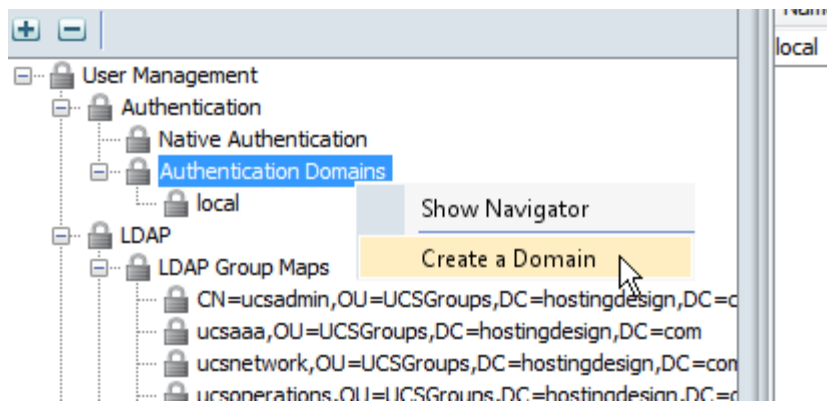 local
User Management
Authentication
Native Authentication
Authentication Domains
local
Show Navigator
LDAP
Create a Domain
LDAP Group Maps
CN=ucsadmin,OU=UCSGroups,DC=hostingdesign,DC=c
ucsaaa,OU=UCSGroups,DC=hostingdesign,DC=com
ucsnetwork,OU=UCSGroups,DC=hostingdesign,DC=com
ucsoperations,OU=UCSGroups,DC=hostingdesign,DC=c